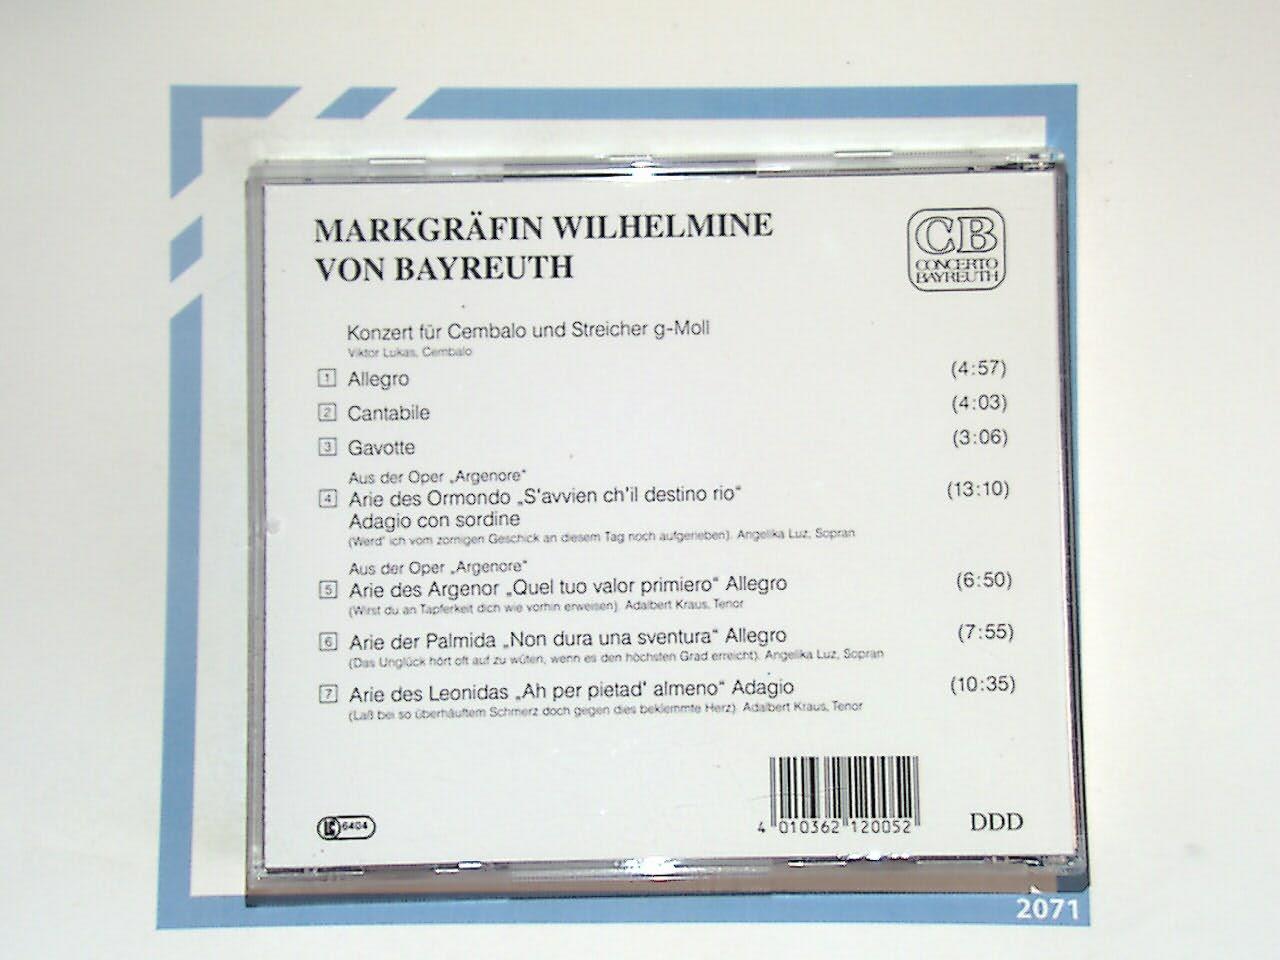 MARKGRÄFIN WILHELMINE
VON BAYREUTH
CB
CONCERTO
BAYREUTH
Konzert für Cembalo und Streicher g-Moll
Viktor Lukas, Cembalo
1 Allegro (4:57)
2 Cantabile (4:03)
3 Gavotte (3:06)
Aus der Oper „Argenore“
4 Arie des Ormondo „S'avvien ch'il destino rio“ (13:10)
Adagio con sordine
(Werd' ich vom zornigen Geschick an diesem Tag noch aufgerieben). Angelika Luz, Sopran
Aus der Oper „Argenore“
5 Arie des Argenor „Quel tuo valor primiero“ Allegro (6:50)
(Wirst du an Tapferkeit dich wie vorhin erweisen). Adalbert Kraus, Tenor
6 Arie der Palmida „Non dura una sventura“ Allegro (7:55)
(Das Unglück hört oft auf zu wüten, wenn es den höchsten Grad erreicht). Angelika Luz, Sopran
7 Arie des Leonidas „Ah per pietad' almeno“ Adagio (10:35)
(Laß bei so überhäuftem Schmerz doch gegen dies beklemmte Herz). Adalbert Kraus, Tenor
LC 6404
4 010362 120052
DDD
2071